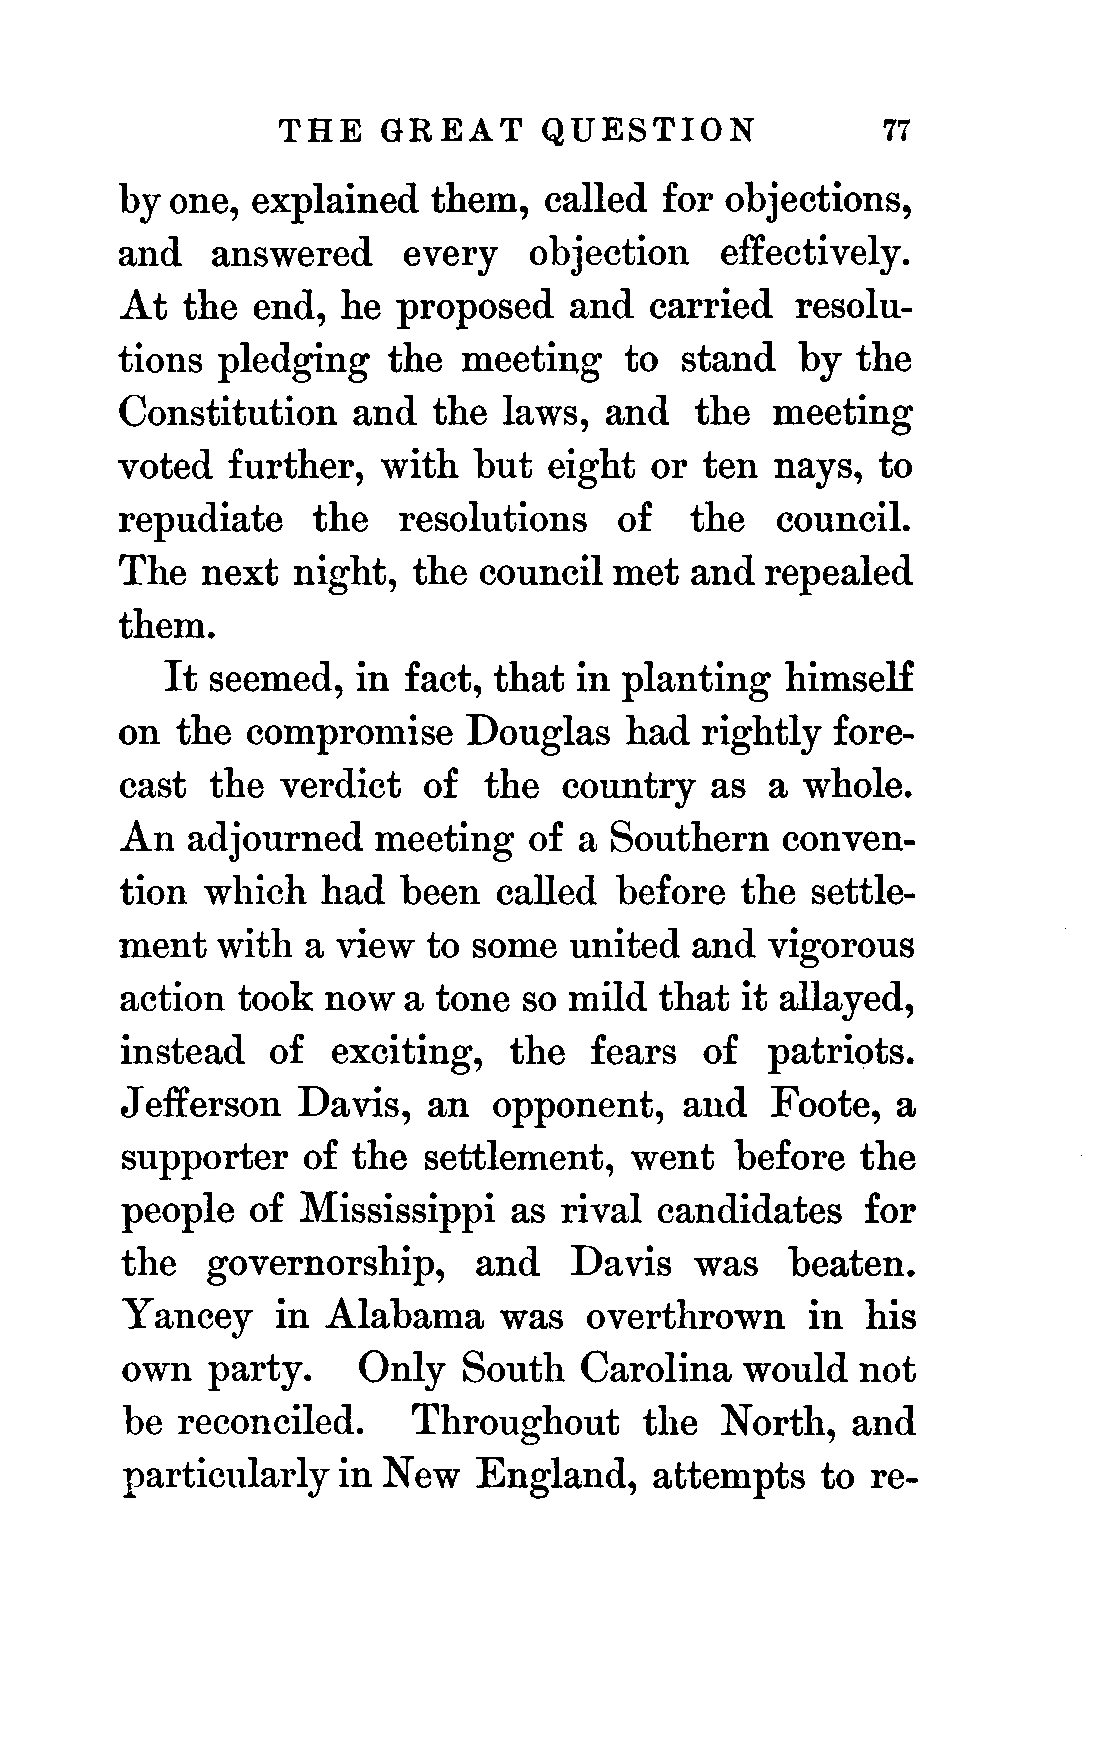 THE GREAT QUESTION 77
by one, explained them, called for objections,
and answered every objection effectively.
At the end, he proposed and carried resolu-
tions pledging the meeting to stand by the
Constitution and the laws, and the meeting
voted further, with but eight or ten nays, to
repudiate the resolutions of the council.
The next night, the council met and repealed
them.
It seemed, in fact, that in planting himself
on the compromise Douglas had rightly fore-
cast the verdict of the country as a whole.
An adjourned meeting of a Southern conven-
tion which had been called before the settle-
ment with a view to some united and vigorous
action took now a tone so mild that it allayed,
instead of exciting, the fears of patriots.
Jefferson Davis, an opponent, and Foote, a
supporter of the settlement, went before the
people of Mississippi as rival candidates for
the governorship, and Davis was beaten.
Yancey in Alabama was overthrown in his
own party. Only South Carolina would not
be reconciled. Throughout the North, and
particularly in New England, attempts to re-